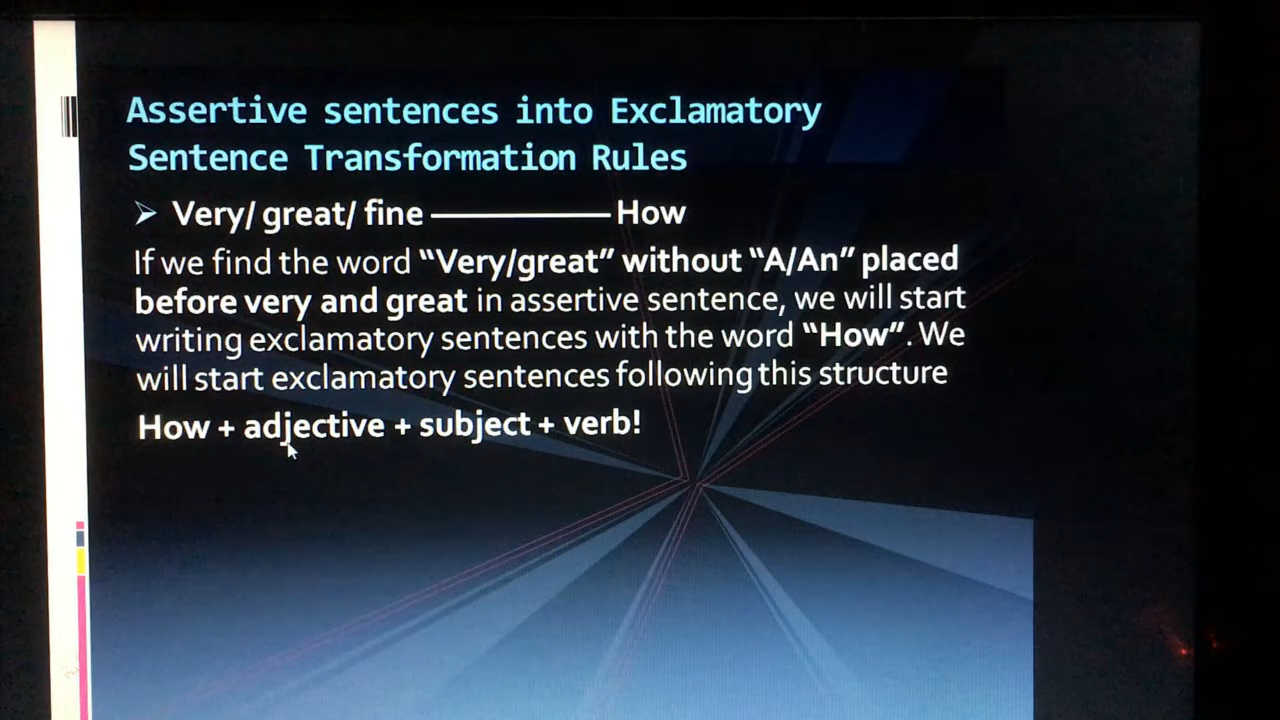 Assertive sentences into Exclamatory
Sentence Transformation Rules
Very/ great/ fine ————— How
If we find the word “Very/great” without “A/An” placed
before very and great in assertive sentence, we will start
writing exclamatory sentences with the word “How”. We
will start exclamatory sentences following this structure
How + adjective + subject + verb!